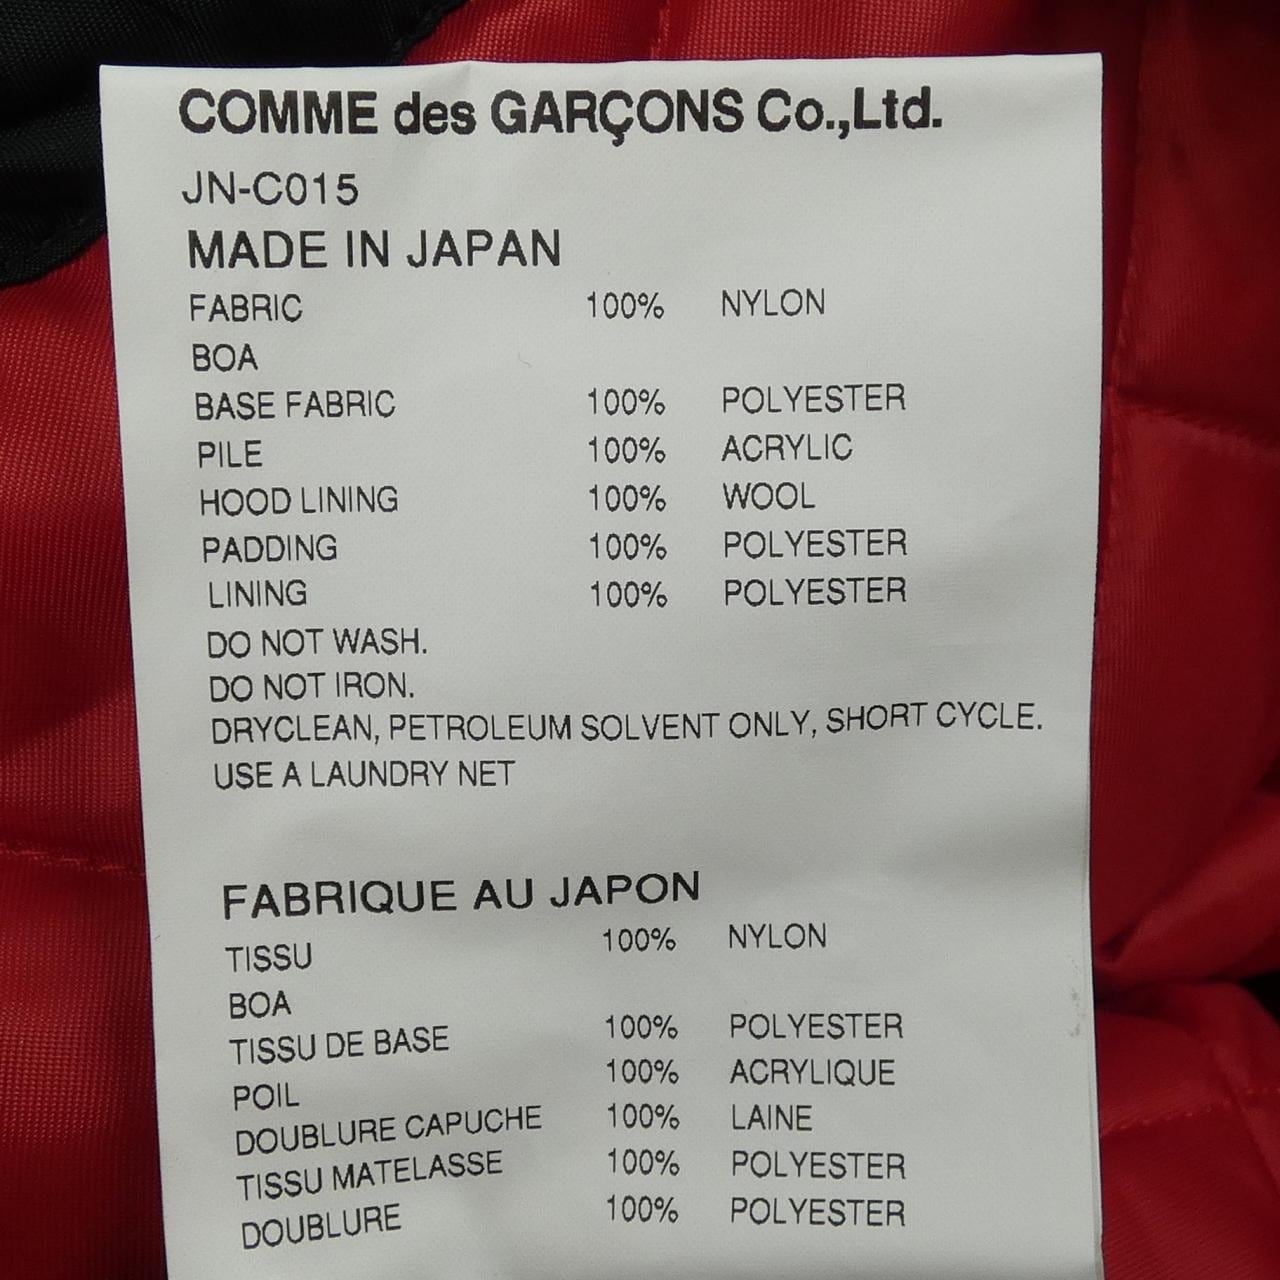 COMME des GARÇONS Co.,Ltd.
JN-C015
MADE IN JAPAN
FABRIC 100% NYLON
BOA
BASE FABRIC 100% POLYESTER
PILE 100% ACRYLIC
HOOD LINING 100% WOOL
PADDING 100% POLYESTER
LINING 100% POLYESTER
DO NOT WASH.
DO NOT IRON.
DRYCLEAN, PETROLEUM SOLVENT ONLY, SHORT CYCLE.
USE A LAUNDRY NET
FABRIQUE AU JAPON
TISSU 100% NYLON
BOA
TISSU DE BASE 100% POLYESTER
POIL 100% ACRYLIQUE
DOUBLURE CAPUCHE 100% LAINE
TISSU MATELASSE 100% POLYESTER
DOUBLURE 100% POLYESTER